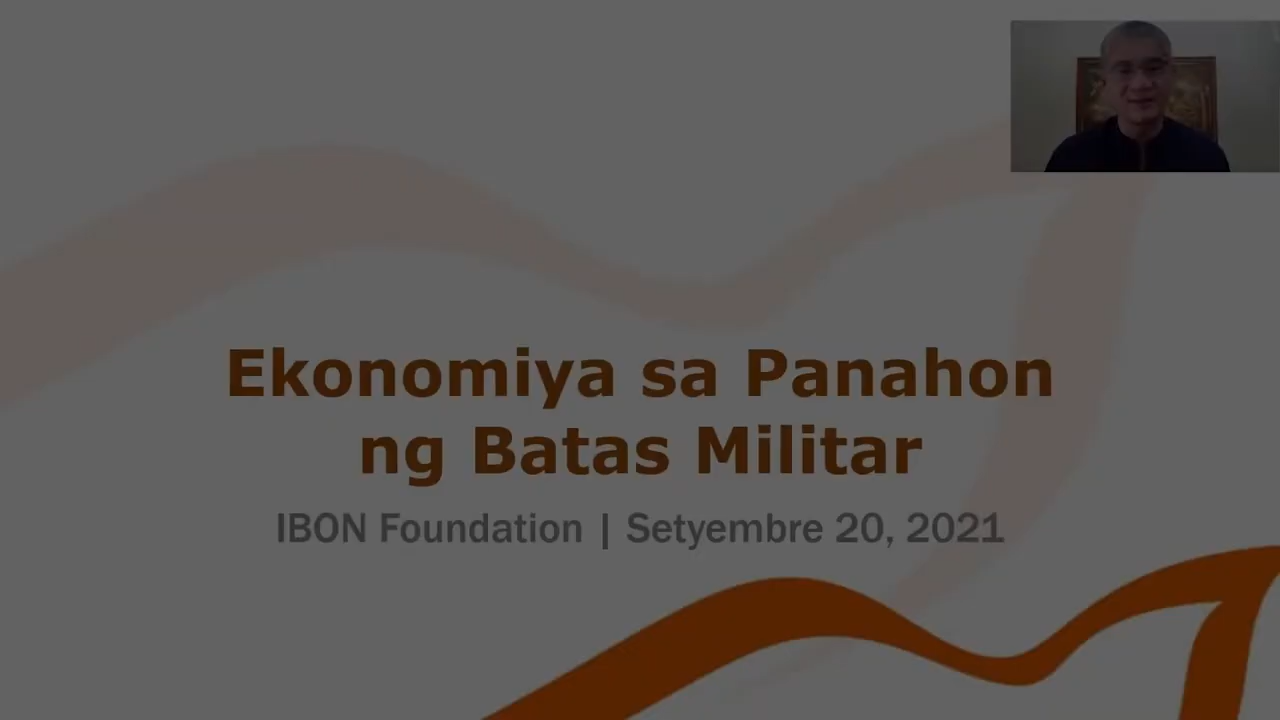 Ekonomiya sa Panahon
ng Batas Militar
IBON Foundation | Setyembre 20, 2021